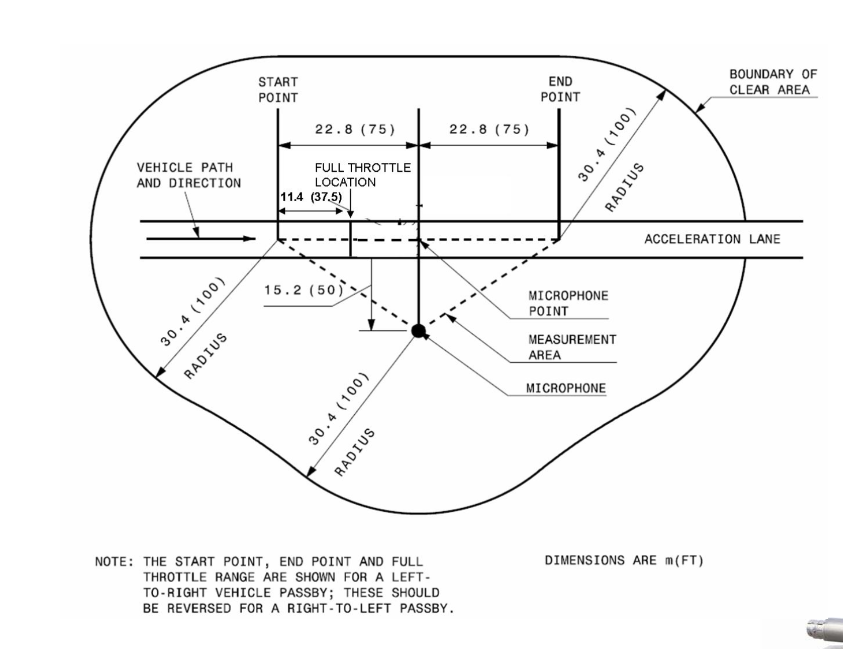 START
POINT
END
POINT
BOUNDARY OF
CLEAR AREA
22.8 (75)
22.8 (75)
30.4 (100)
RADIUS
VEHICLE PATH
AND DIRECTION
FULL THROTTLE
LOCATION
11.4 (37.5)
ACCELERATION LANE
15.2 (50)
30.4 (100)
RADIUS
MICROPHONE
POINT
MEASUREMENT
AREA
MICROPHONE
30.4 (100)
RADIUS
NOTE: THE START POINT, END POINT AND FULL
THROTTLE RANGE ARE SHOWN FOR A LEFT-
TO-RIGHT VEHICLE PASSBY; THESE SHOULD
BE REVERSED FOR A RIGHT-TO-LEFT PASSBY.
DIMENSIONS ARE m(FT)